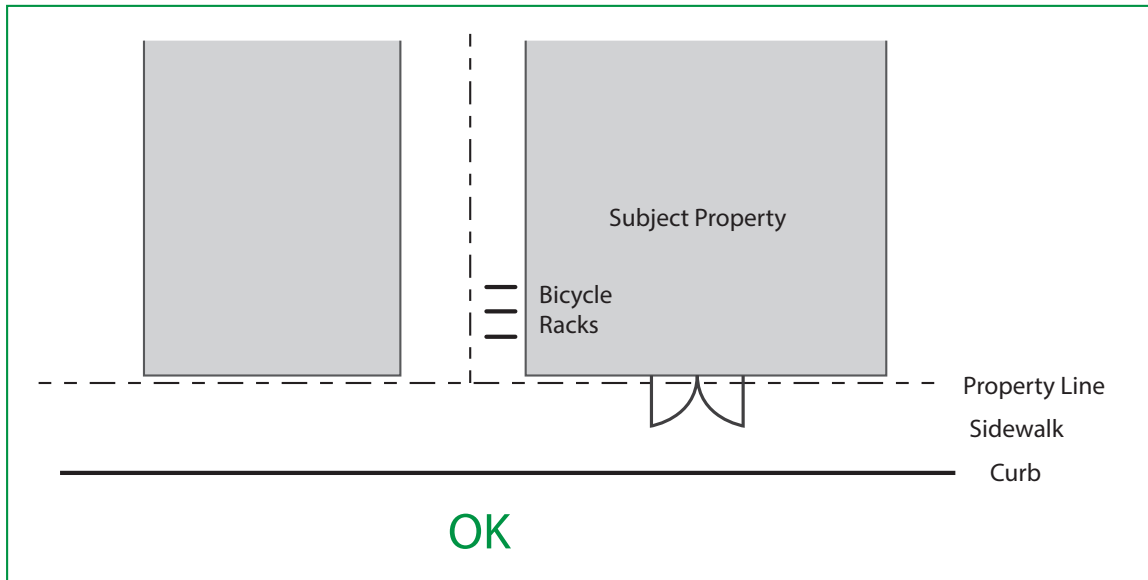 Subject Property
Bicycle
Racks
Property Line
Sidewalk
Curb
OK